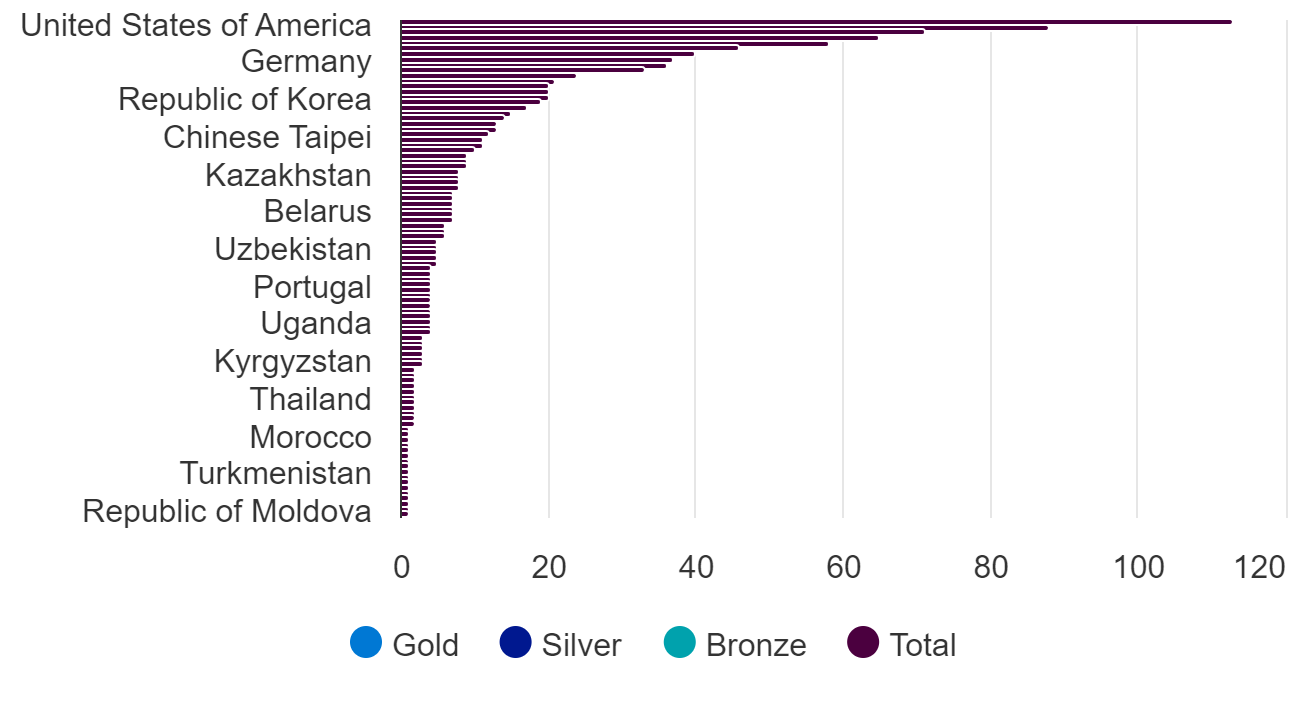 United States of America
Germany
Republic of Korea
Chinese Taipei
Kazakhstan
Belarus
Uzbekistan
Portugal
Uganda
Kyrgyzstan
Thailand
Morocco
Turkmenistan
Republic of Moldova
0 20 40 60 80 100 120
Gold Silver Bronze Total